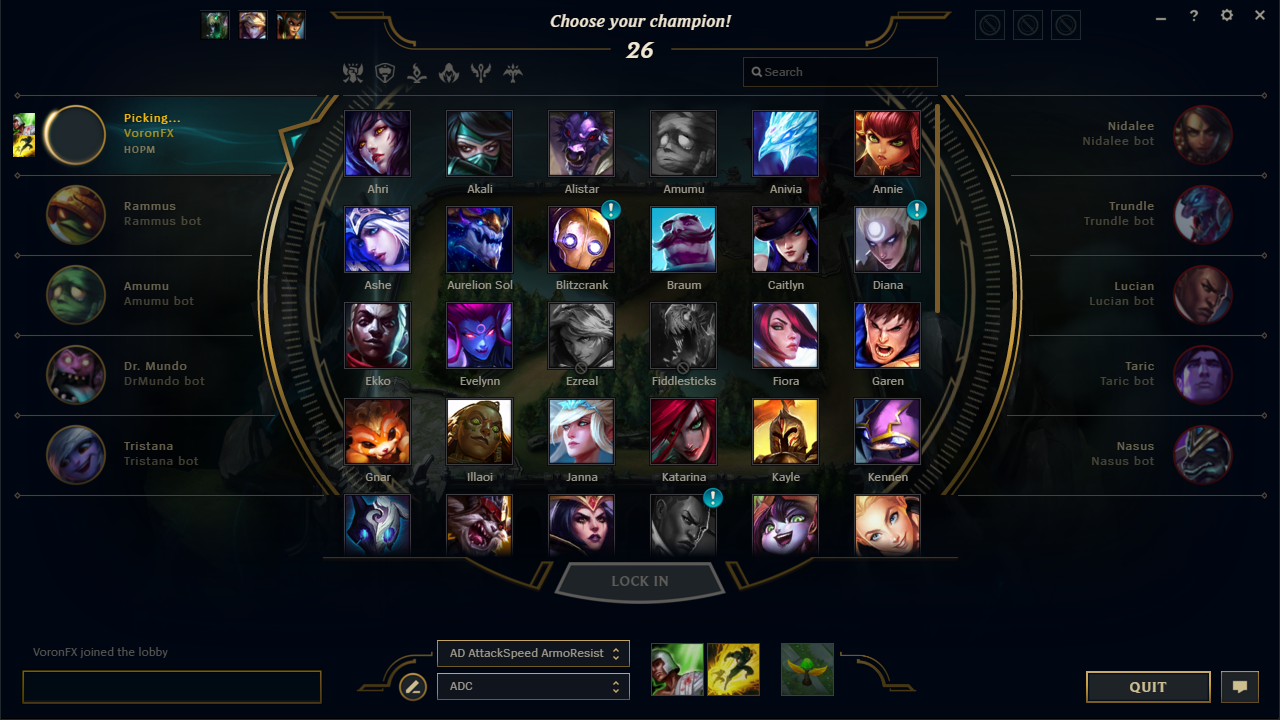 Choose your champion!
26
?
Search
Picking...
VoronFX
НОРМ
Rammus
Rammus bot
Amumu
Amumu bot
Dr. Mundo
DrMundo bot
Tristana
Tristana bot
Ahri
Akali
Alistar
Amumu
Anivia
Annie
!
!
Ashe
Aurelion Sol
Blitzcrank
Braum
Caitlyn
Diana
Ekko
Evelynn
Ezreal
Fiddlesticks
Fiora
Garen
Gnar
Illaoi
Janna
Katarina
Kayle
Kennen
!
Nidalee
Nidalee bot
Trundle
Trundle bot
Lucian
Lucian bot
Taric
Taric bot
Nasus
Nasus bot
LOCK IN
VoronFX joined the lobby
AD AttackSpeed ArmoResist
ADC
QUIT